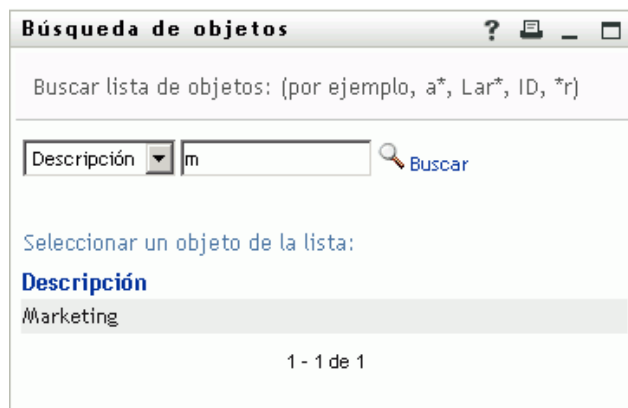 Búsqueda de objetos ?
Buscar lista de objetos: (por ejemplo, a*, Lar*, ID, *r)
Descripción m Buscar
Seleccionar un objeto de la lista:
Descripción
Marketing
1 - 1 de 1